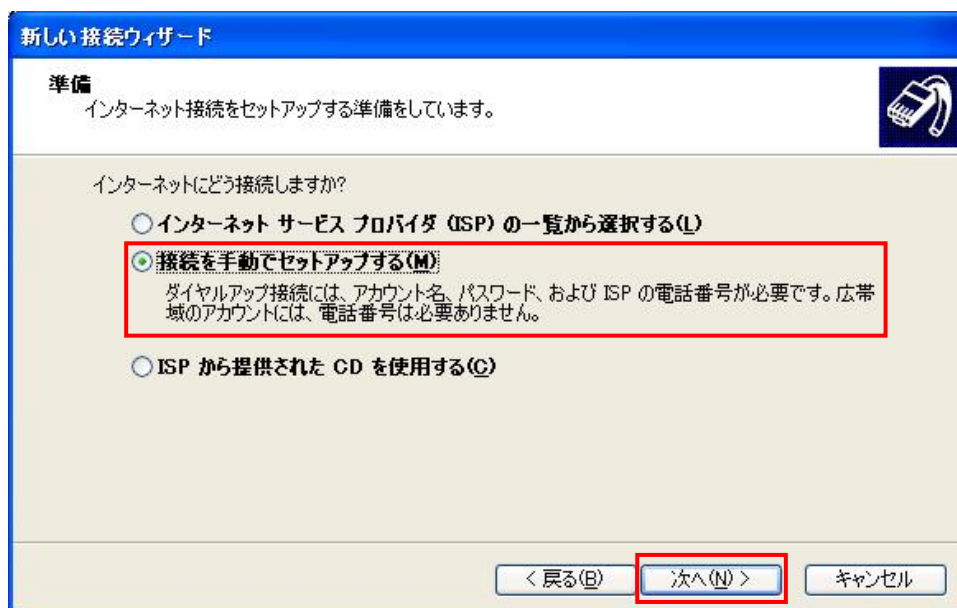 新しい接続ウィザード
準備
インターネット接続をセットアップする準備をしています。
インターネットにどう接続しますか?
インターネット サービス プロバイダ (ISP) の一覧から選択する(L)
接続を手動でセットアップする(M)
ダイヤルアップ接続には、アカウント名、パスワード、および ISP の電話番号が必要です。広帯
域のアカウントには、電話番号は必要ありません。
ISP から提供された CD を使用する(C)
< 戻る(B) 次へ(N) > キャンセル